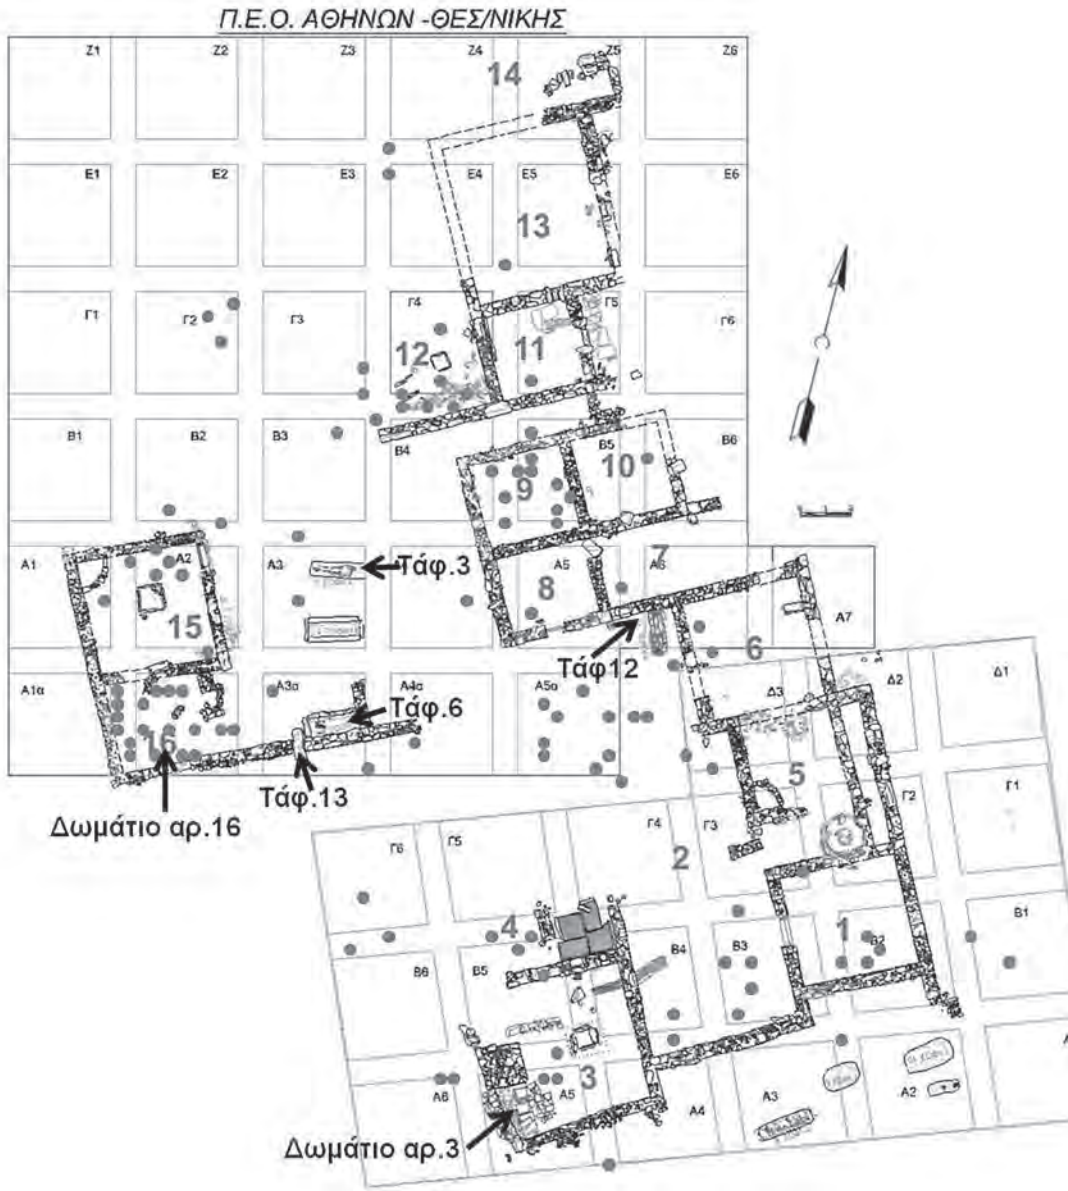 Π.Ε.Ο. ΑΘΗΝΩΝ -ΘΕΣ/ΝΙΚΗΣ
Ζ1 Ζ2 Ζ3 Ζ4 Ζ5 Ζ6
14
Ε1 Ε2 Ε3 Ε4 Ε5 Ε6
13
Γ1 Γ2 Γ3 Γ4 Γ5 Γ6
12 11
Β1 Β2 Β3 Β4 Β5 Β6
9 10
Α1 Α2 Α3 Α5 Α6 Α7
Τάφ.3
7
8
15
6
Τάφ12
Α1α Α3α Α4α Α5α
Τάφ.6
16
Τάφ.13
Δωμάτιο αρ.16
Δ3 Δ2 Δ1
5
Γ6 Γ5 Γ4 Γ3 Γ2 Γ1
2
4
1
Β6 Β5 Β4 Β3 Β2 Β1
3
Α6 Α5 Α4 Α3 Α2
Δωμάτιο αρ.3